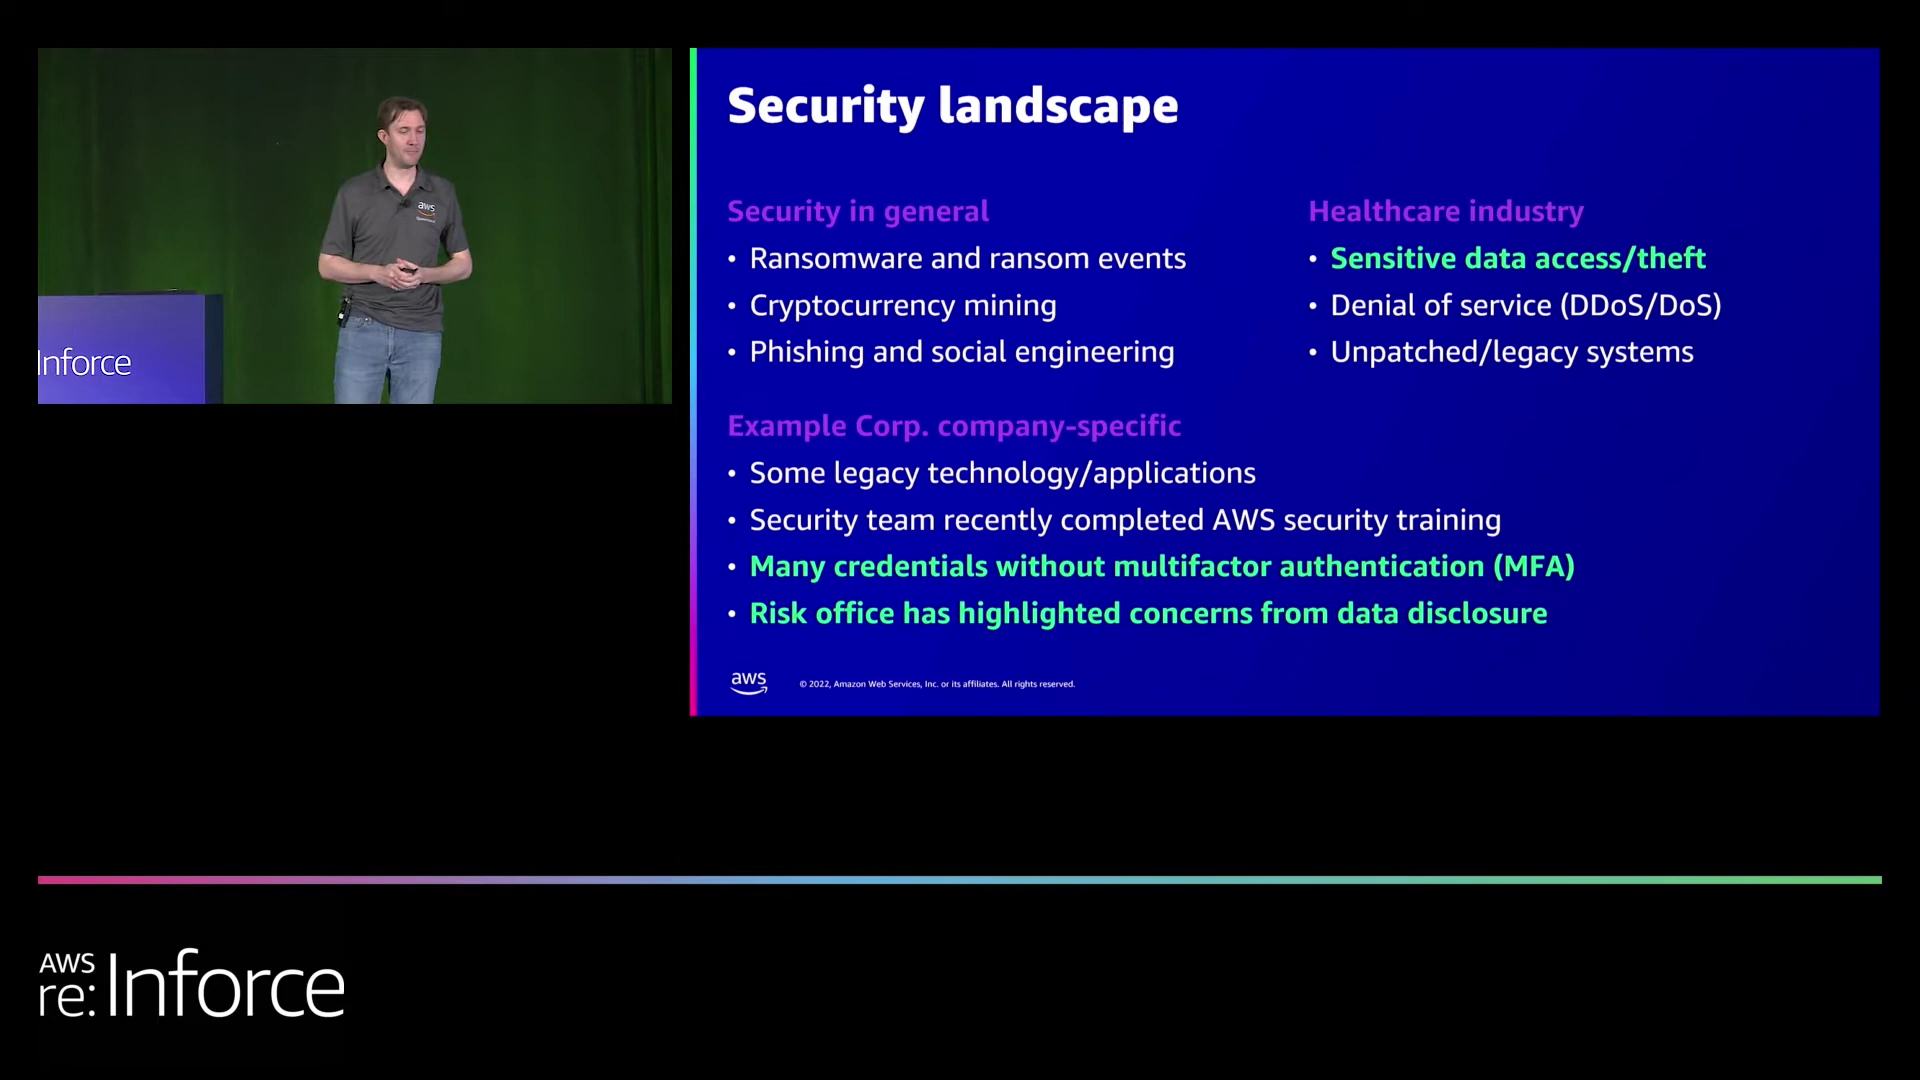 aws
Inforce
Security landscape
Security in general
• Ransomware and ransom events
• Cryptocurrency mining
• Phishing and social engineering
Healthcare industry
• Sensitive data access/theft
• Denial of service (DDoS/DoS)
• Unpatched/legacy systems
Example Corp. company-specific
• Some legacy technology/applications
• Security team recently completed AWS security training
• Many credentials without multifactor authentication (MFA)
• Risk office has highlighted concerns from data disclosure
aws
© 2022, Amazon Web Services, Inc. or its affiliates. All rights reserved.
AWS
re:Inforce